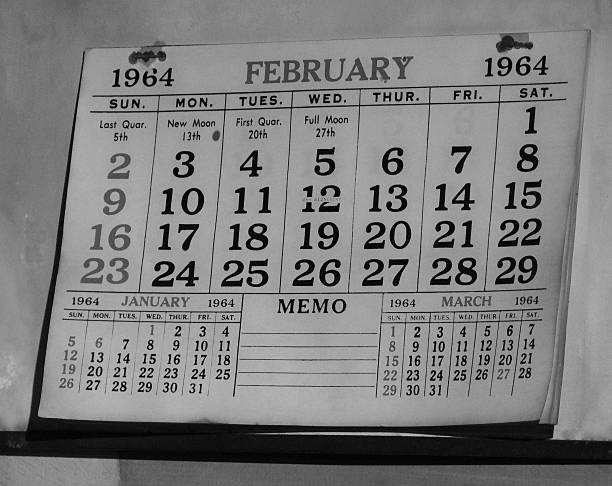 1964 FEBRUARY 1964
SUN. MON. TUES. WED. THUR. FRI. SAT.
Last Quar. 5th New Moon 13th First Quar. 20th Full Moon 27th 1
2 3 4 5 6 7 8
9 10 11 12 13 14 15
16 17 18 19 20 21 22
23 24 25 26 27 28 29
1964 JANUARY 1964
SUN. MON. TUES. WED. THUR. FRI. SAT.
1 2 3 4
5 6 7 8 9 10 11
12 13 14 15 16 17 18
19 20 21 22 23 24 25
26 27 28 29 30 31
MEMO
1964 MARCH 1964
SUN. MON. TUES. WED. THUR. FRI. SAT.
1 2 3 4 5 6 7
8 9 10 11 12 13 14
15 16 17 18 19 20 21
22 23 24 25 26 27 28
29 30 31